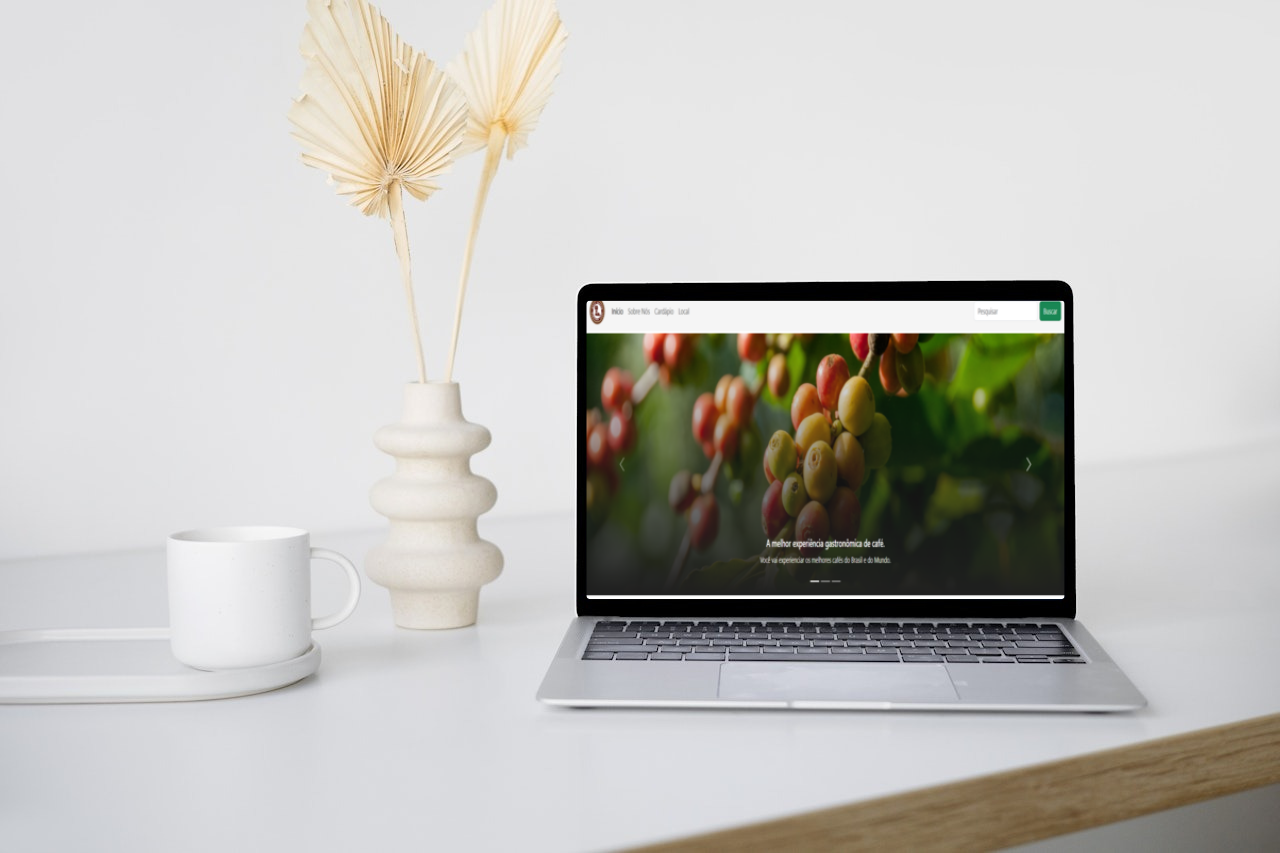 Início Sobre Nós Cardápio Local Pesquisar Buscar
A melhor experiência gastronômica de café.
Você vai experienciar os melhores cafés do Brasil e do Mundo.